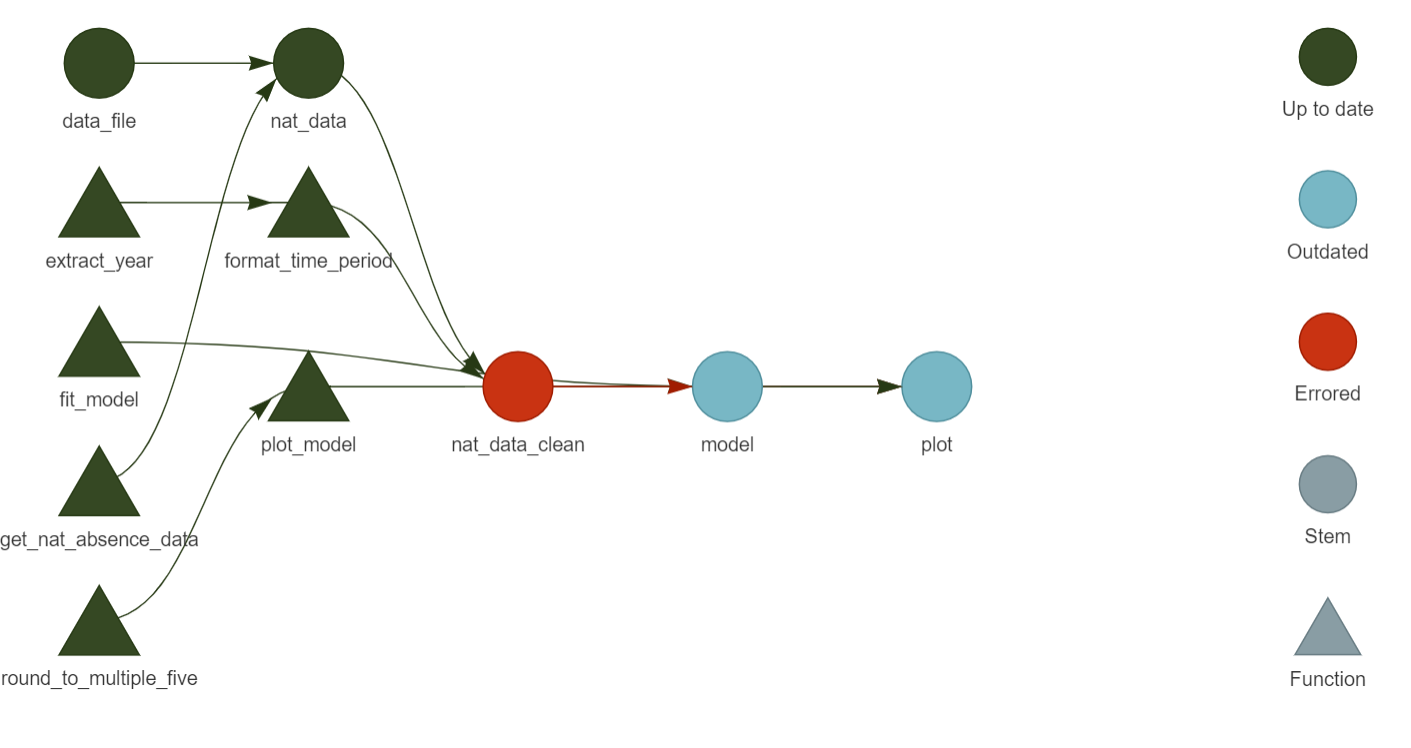 data_file
nat_data
Up to date
extract_year
format_time_period
Outdated
fit_model
plot_model
nat_data_clean
model
plot
Errored
get_nat_absence_data
Stem
round_to_multiple_five
Function